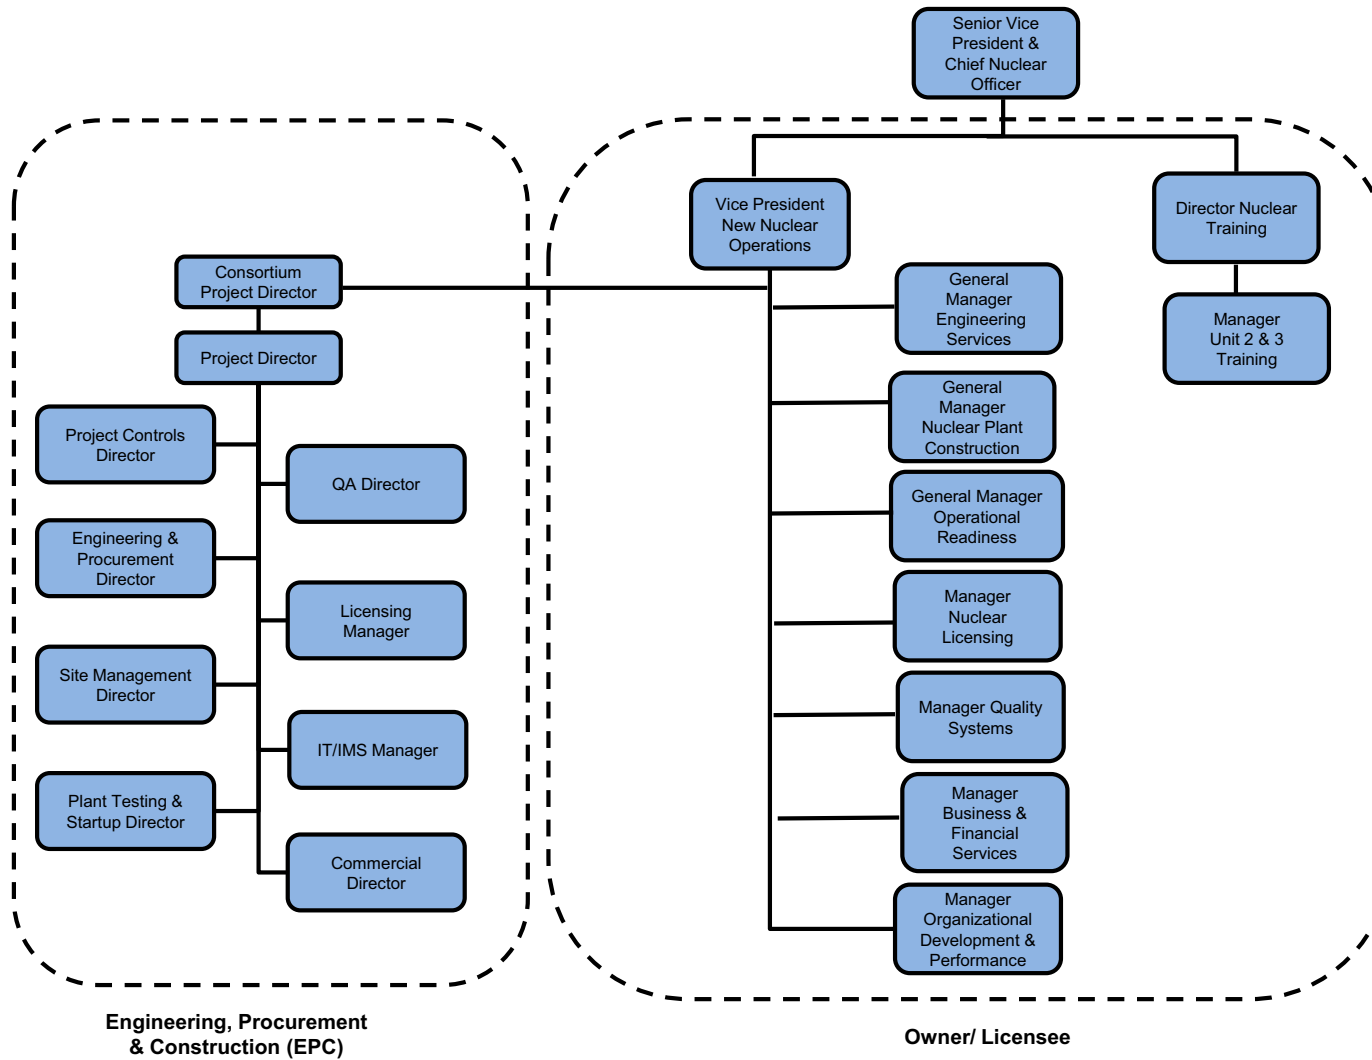 Senior Vice
President &
Chief Nuclear
Officer
Vice President
New Nuclear
Operations
Director Nuclear
Training
Manager
Unit 2 & 3
Training
Consortium
Project Director
Project Director
Project Controls
Director
QA Director
Engineering &
Procurement
Director
Licensing
Manager
Site Management
Director
IT/IMS Manager
Plant Testing &
Startup Director
Commercial
Director
General
Manager
Engineering
Services
General
Manager
Nuclear Plant
Construction
General Manager
Operational
Readiness
Manager
Nuclear
Licensing
Manager Quality
Systems
Manager
Business &
Financial
Services
Manager
Organizational
Development &
Performance
Engineering, Procurement
& Construction (EPC)
Owner/ Licensee